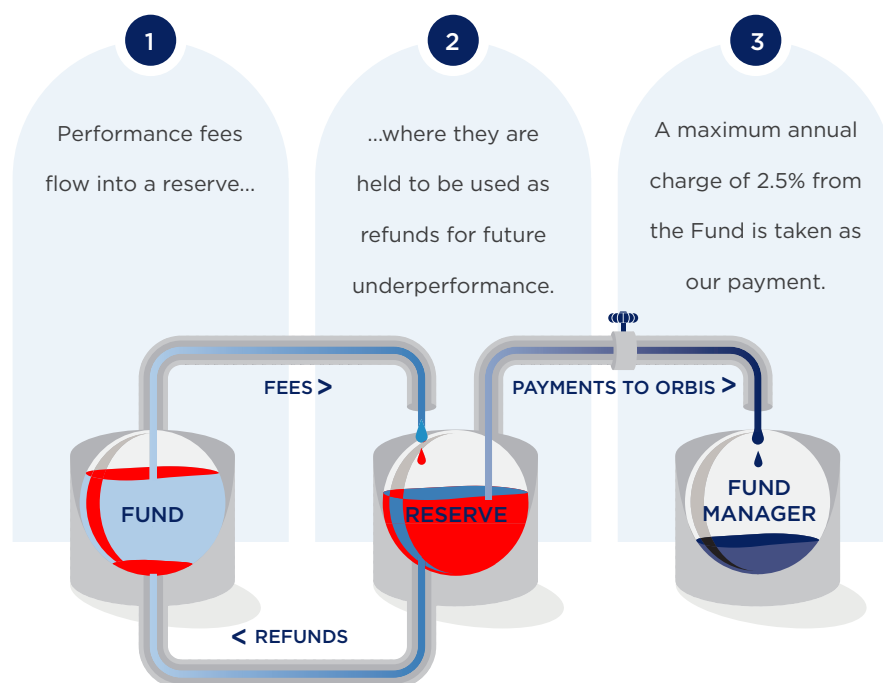 1
Performance fees
flow into a reserve...
2
...where they are
held to be used as
refunds for future
underperformance.
3
A maximum annual
charge of 2.5% from
the Fund is taken as
our payment.
FEES >
PAYMENTS TO ORBIS >
FUND
RESERVE
FUND
MANAGER
< REFUNDS